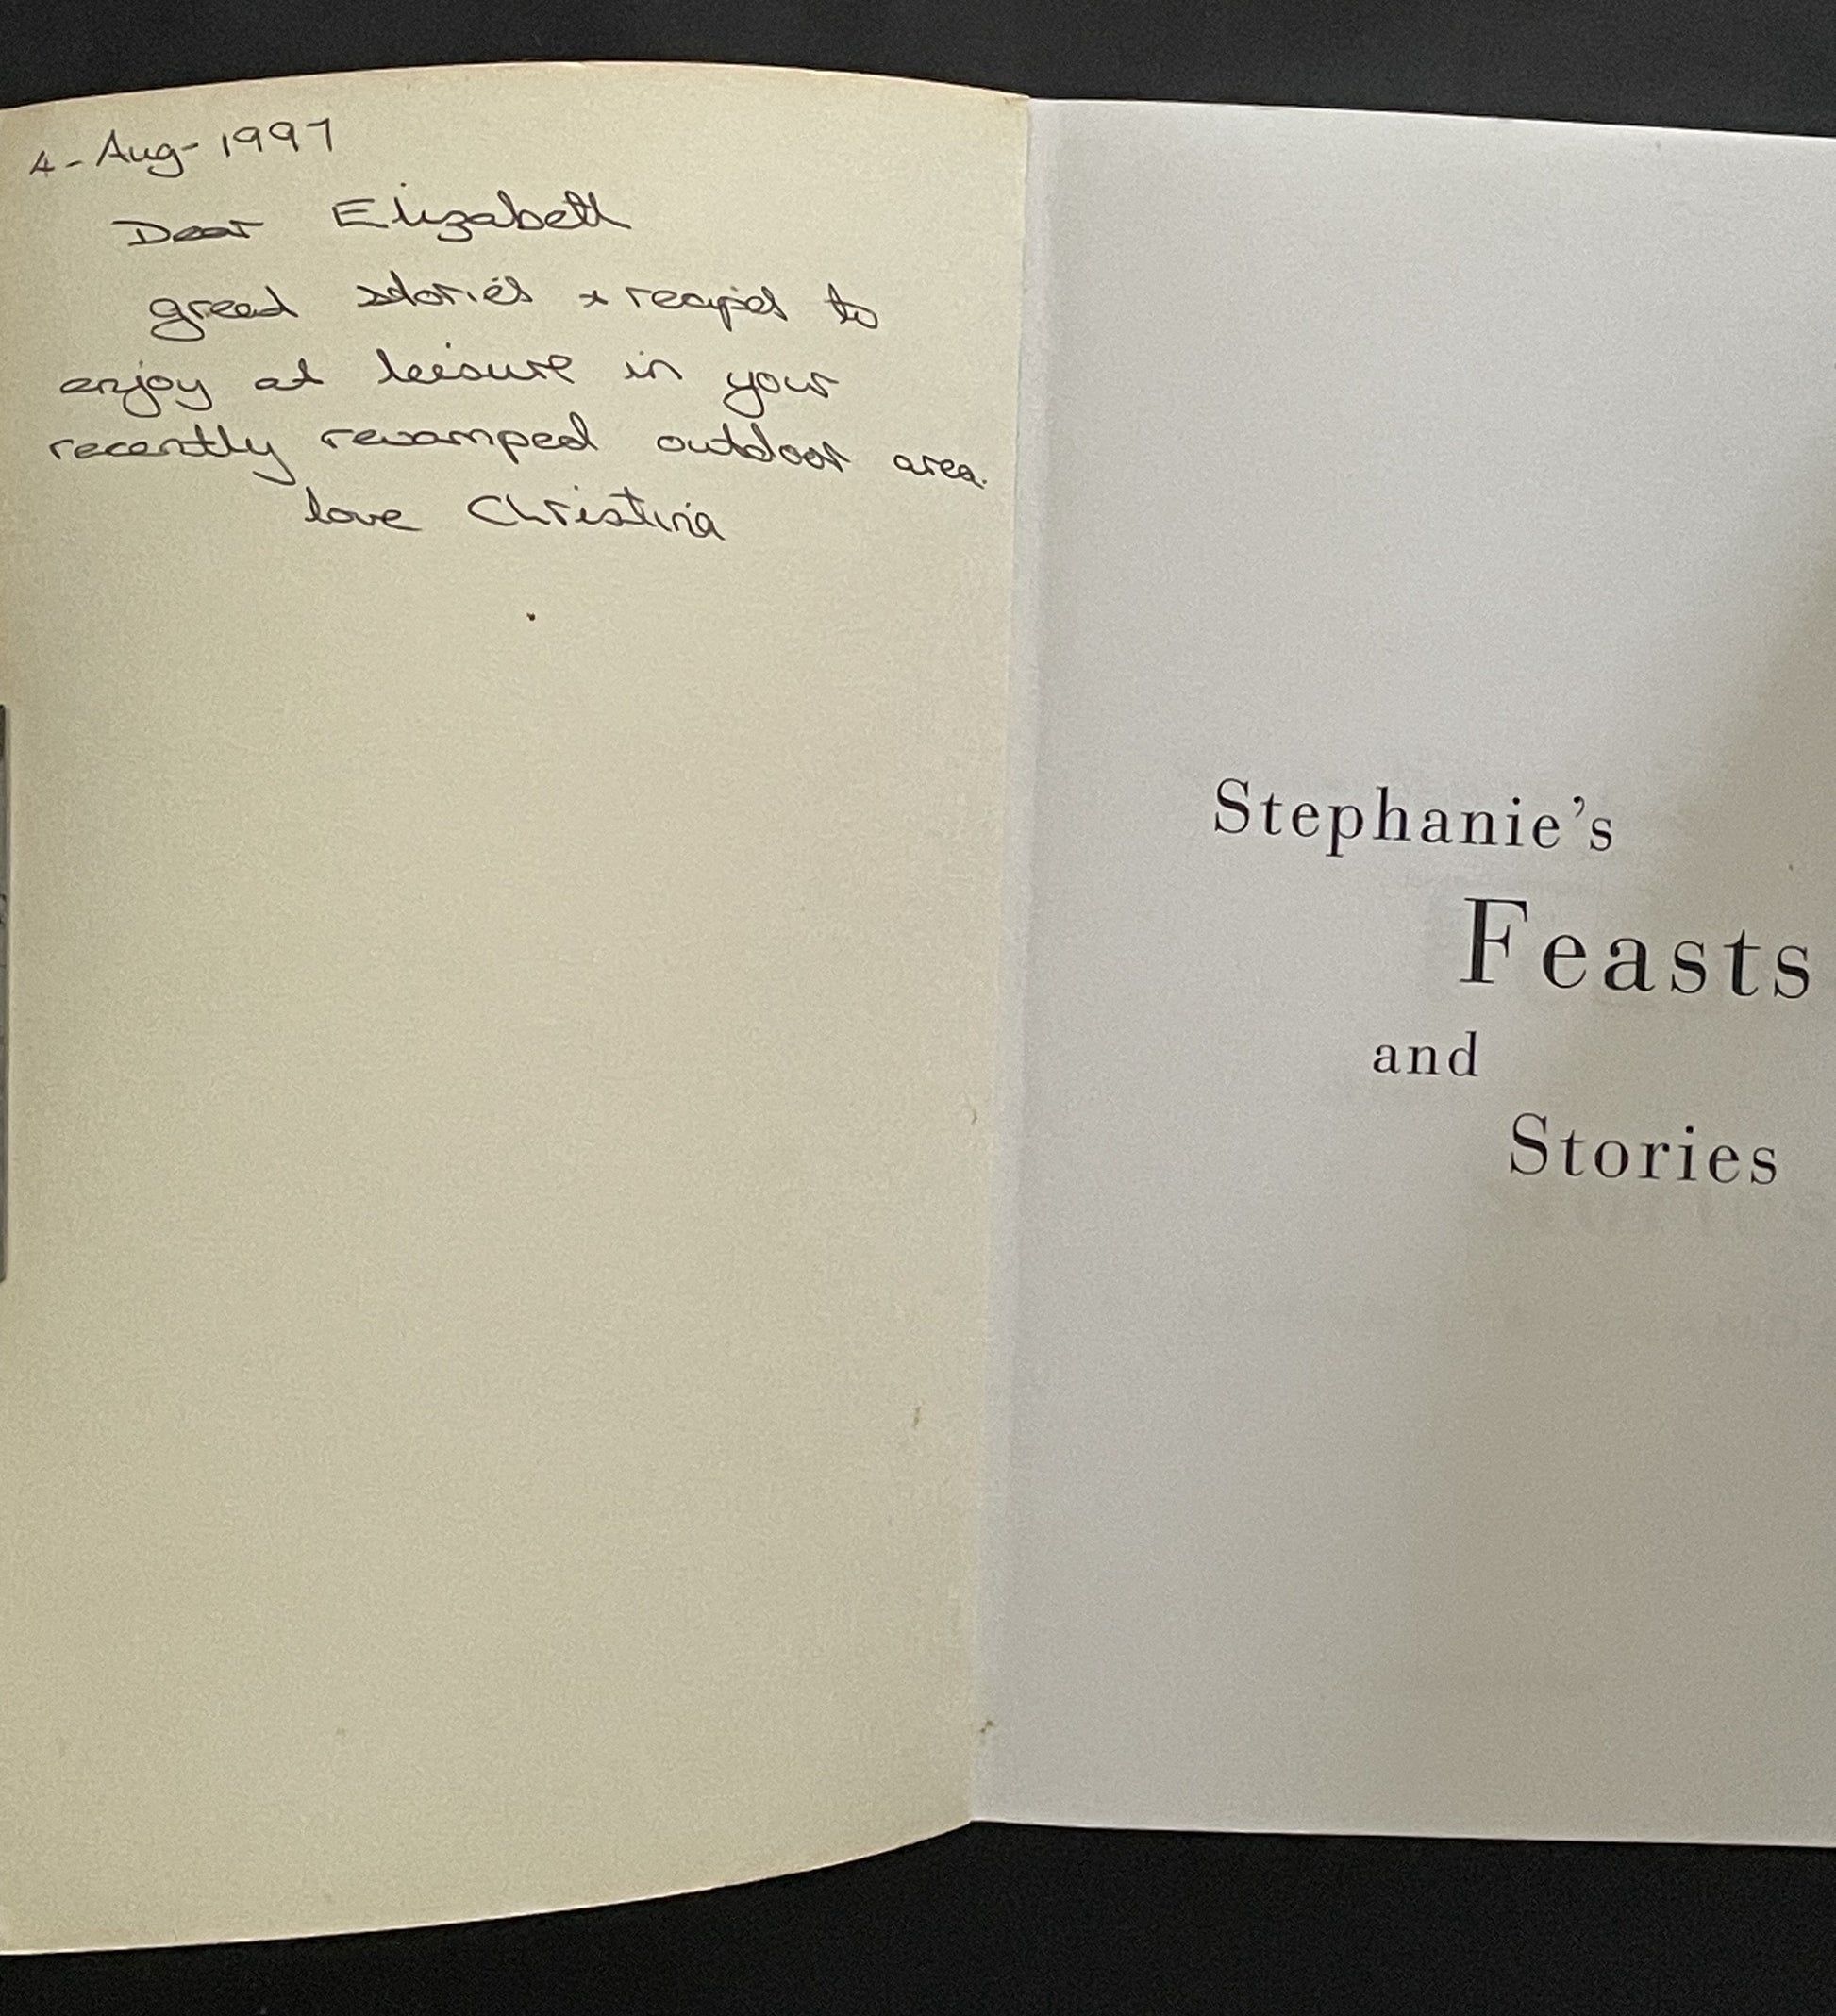 4-Aug-1997
Dear Elizabeth
great stories + recipes to
enjoy at leisure in your
recently revamped outdoor area.
love Christina
Stephanie's
Feasts
and
Stories